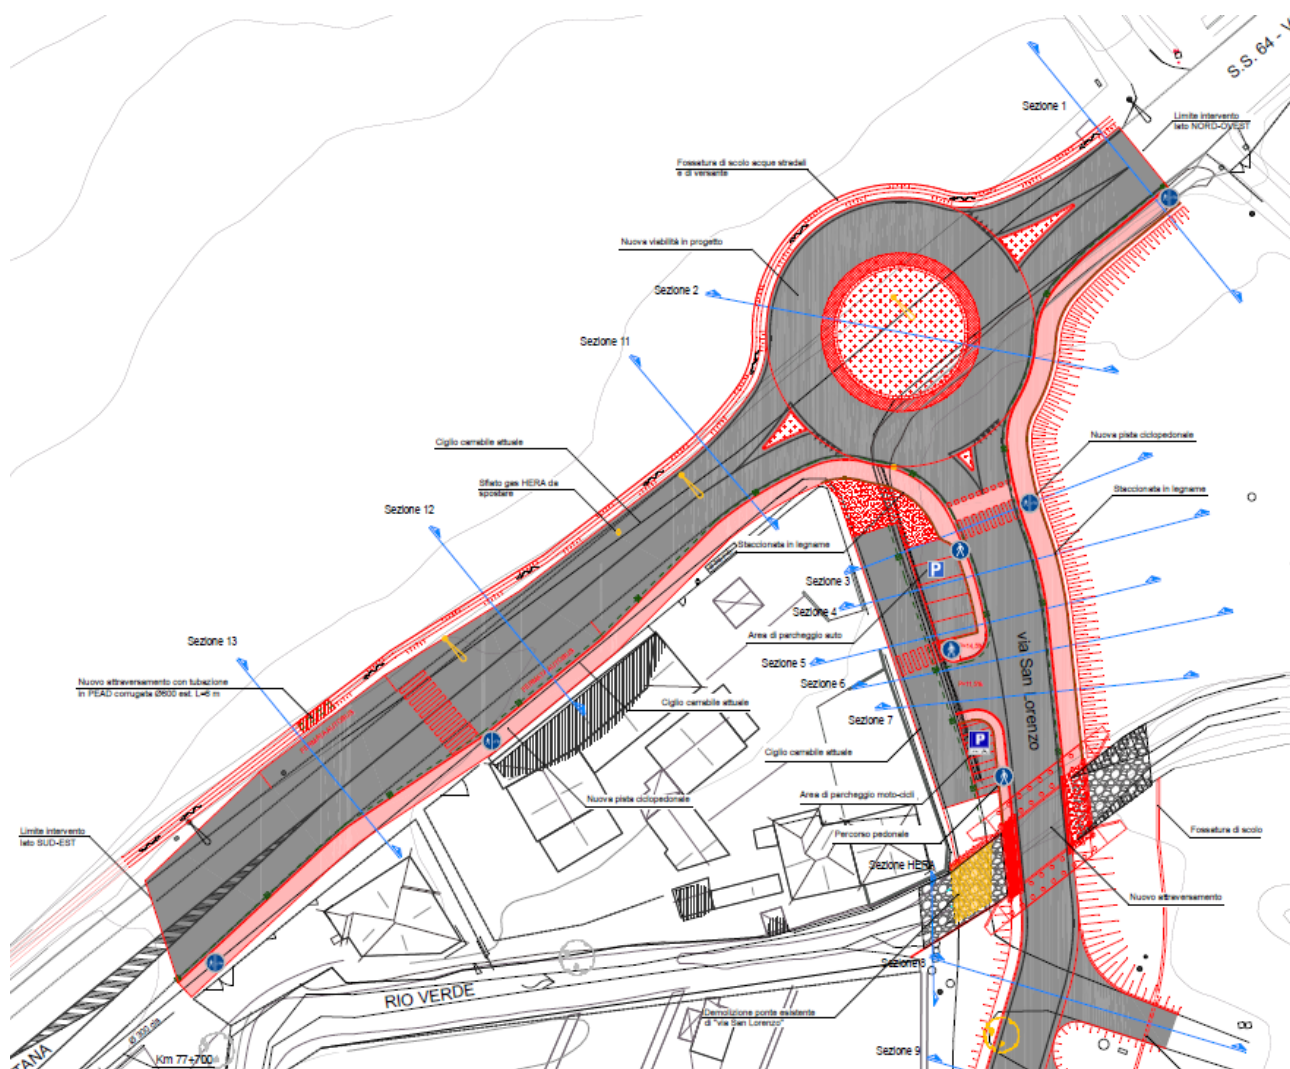 S.S. 64 - V
Sezione 1
Limite intervento
lato NORD-OVEST
Fossatura di scolo acque stradali
e di versante
Nuova viabilità in progetto
Sezione 2
Sezione 11
Ciglio carrabile attuale
Nuova pista ciclopedonale
Sfiato gas HERA da
spostare
Staccionata in legname
Sezione 12
Staccionata in legname
P
Sezione 3
Sezione 4
Area di parcheggio auto
Sezione 13
via San Lorenzo
Sezione 5
Nuovo attraversamento con tubazione
in PEAD corrugata Ø600 est. L=6 m
Sezione 6
Ciglio carrabile attuale
Sezione 7
P
Ciglio carrabile attuale
Nuova pista ciclopedonale
Area di parcheggio moto-cicli
Limite intervento
lato SUD-EST
Percorso pedonale
Fossatura di scolo
Sezione HERA
Nuovo attraversamento
Sezione 8
RIO VERDE
Demolizione ponte esistente
di "via San Lorenzo"
Km 77+700
TANA
Sezione 9